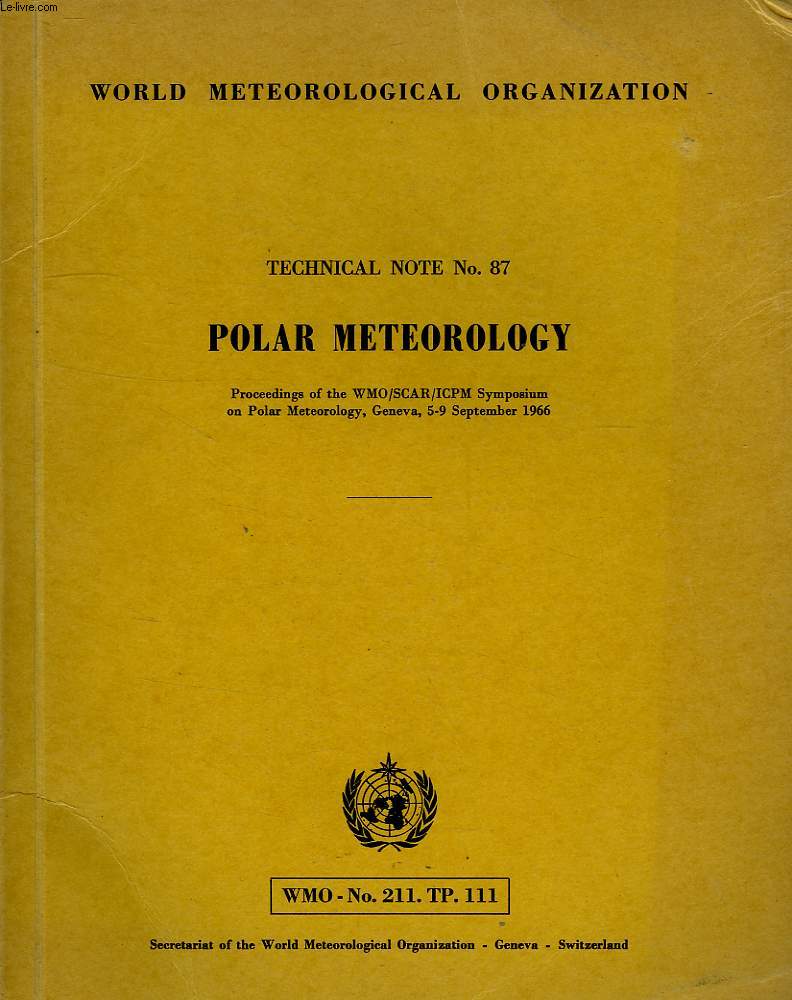 Le-livre.com
WORLD METEOROLOGICAL ORGANIZATION
TECHNICAL NOTE No. 87
POLAR METEOROLOGY
Proceedings of the WMO/SCAR/ICPM Symposium
on Polar Meteorology, Geneva, 5-9 September 1966
WMO - No. 211. TP. 111
Secretariat of the World Meteorological Organization - Geneva - Switzerland